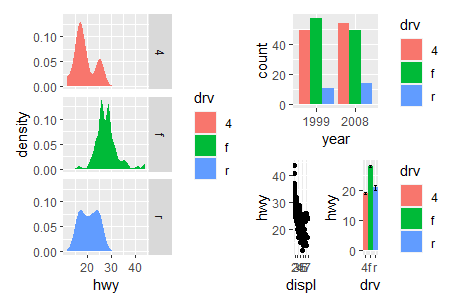 density
0.10
0.05
0.00
4
0.10
0.05
0.00
f
0.10
0.05
0.00
r
20 30 40
hwy
drv
4
f
r
count
40
20
0
1999 2008
year
drv
4
f
r
hwy
40
30
20
displ
hwy
20
10
0
4 f r
drv
drv
4
f
r